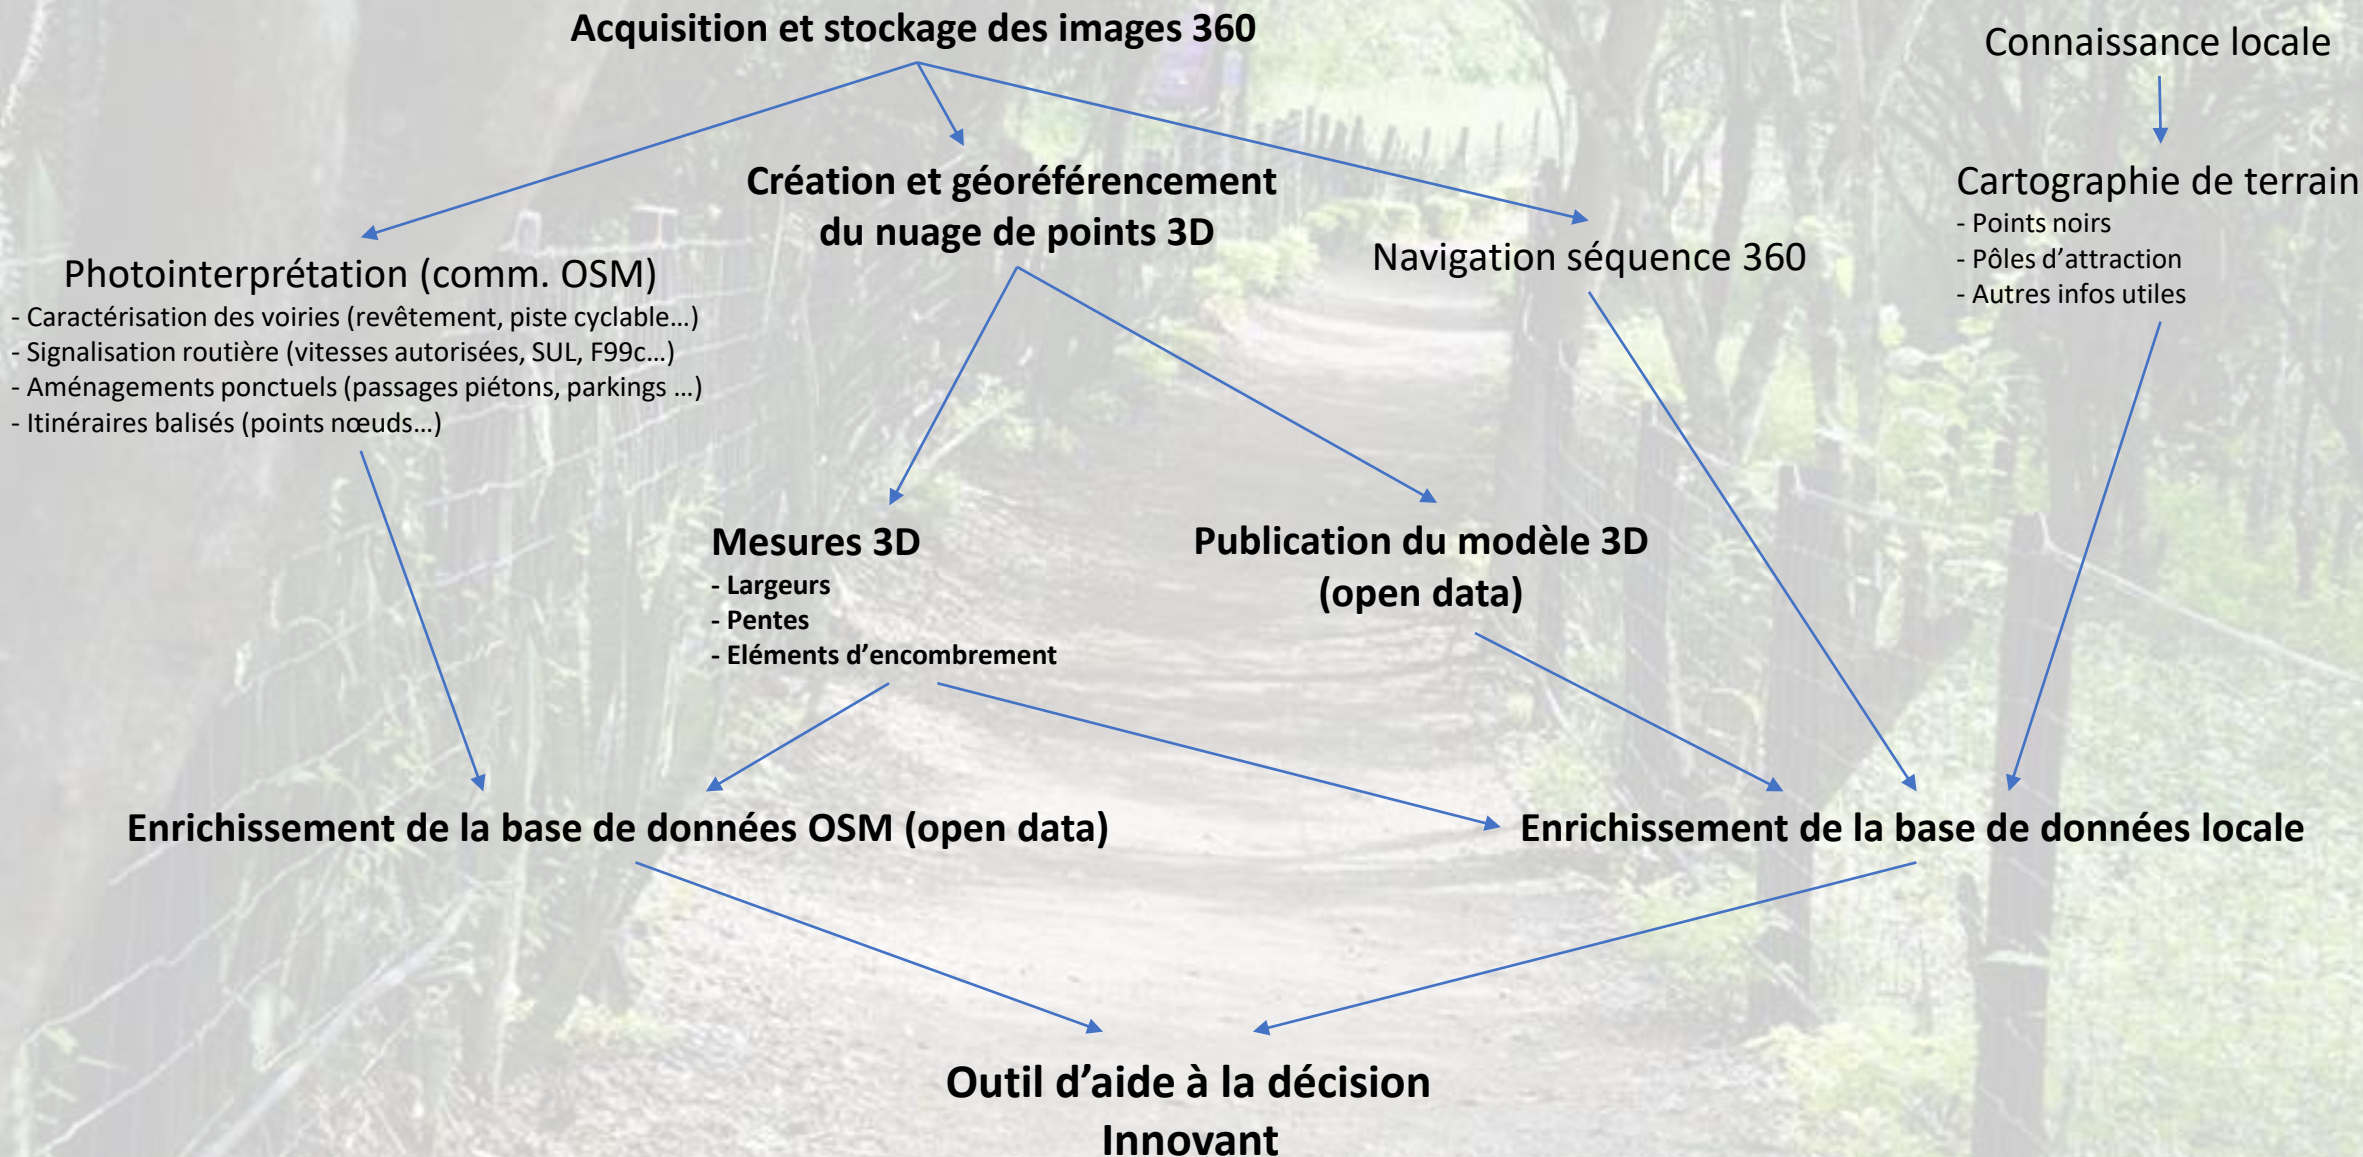 Acquisition et stockage des images 360
Connaissance locale
Création et géoréférencement
du nuage de points 3D
Cartographie de terrain
- Points noirs
- Pôles d’attraction
- Autres infos utiles
Navigation séquence 360
Photointerprétation (comm. OSM)
- Caractérisation des voiries (revêtement, piste cyclable…)
- Signalisation routière (vitesses autorisées, SUL, F99c…)
- Aménagements ponctuels (passages piétons, parkings …)
- Itinéraires balisés (points nœuds…)
Mesures 3D
- Largeurs
- Pentes
- Eléments d’encombrement
Publication du modèle 3D
(open data)
Enrichissement de la base de données OSM (open data)
Enrichissement de la base de données locale
Outil d’aide à la décision
Innovant